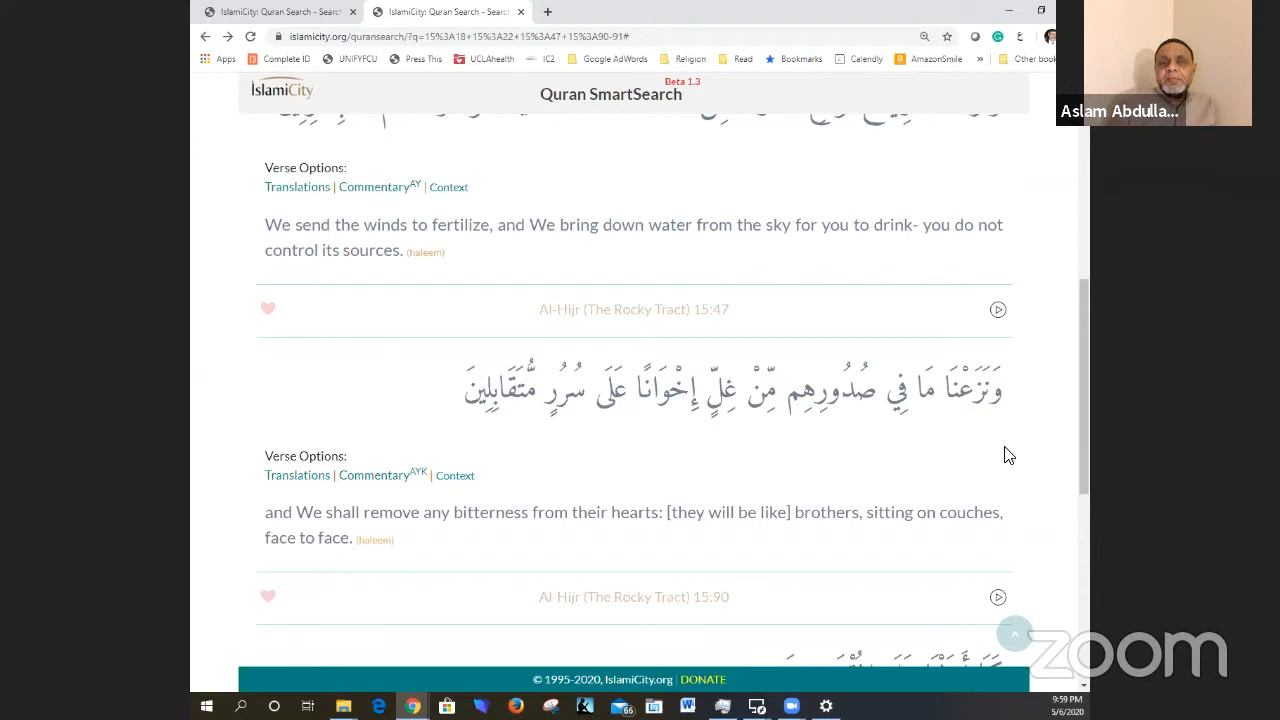 IslamiCity: Quran Search - Search
IslamiCity: Quran Search - Search
islamicity.org/quransearch/?q=15%3A18+15%3A22+15%3A47+15%3A90-91#
Apps Complete ID UNIFYFCU Press This UCLAhealth IC2 Google AdWords Religion Read Bookmarks Calendly AmazonSmile » Other book
IslamiCity
Beta 1.3
Quran SmartSearch
Aslam Abdulla...
Verse Options:
Translations | Commentary AY | Context
We send the winds to fertilize, and We bring down water from the sky for you to drink- you do not
control its sources. (haleem)
Al-Hijr (The Rocky Tract) 15:47
وَنَزَعْنَا مَا فِي صُدُورِهِم مِّنْ غِلٍّ إِخْوَانًا عَلَى سُرُرٍ مُّتَقَابِلِينَ
Verse Options:
Translations | Commentary AYK | Context
and We shall remove any bitterness from their hearts: [they will be like] brothers, sitting on couches,
face to face. (haleem)
Al-Hijr (The Rocky Tract) 15:90
© 1995-2020, IslamiCity.org | DONATE
zoom
66
9:59 PM
5/6/2020